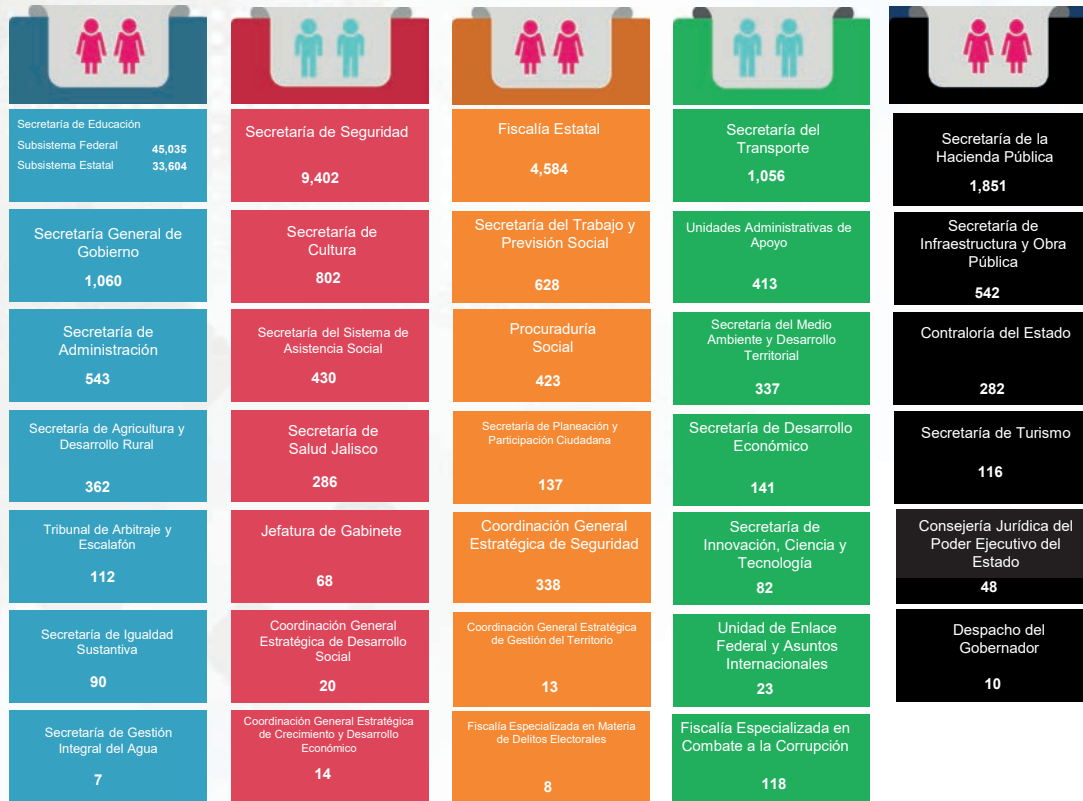 Secretaría de Educación
Subsistema Federal 45,035
Subsistema Estatal 33,604
Secretaría General de
Gobierno
1,060
Secretaría de
Administración
543
Secretaría de Agricultura y
Desarrollo Rural
362
Tribunal de Arbitraje y
Escalafón
112
Secretaría de Igualdad
Sustantiva
90
Secretaría de Gestión
Integral del Agua
7
Secretaría de Seguridad
9,402
Secretaría de
Cultura
802
Secretaría del Sistema de
Asistencia Social
430
Secretaría de
Salud Jalisco
286
Jefatura de Gabinete
68
Coordinación General
Estratégica de Desarrollo
Social
20
Coordinación General Estratégica
de Crecimiento y Desarrollo
Económico
14
Fiscalía Estatal
4,584
Secretaría del Trabajo y
Previsión Social
628
Procuraduría
Social
423
Secretaría de Planeación y
Participación Ciudadana
137
Coordinación General
Estratégica de Seguridad
338
Coordinación General Estratégica
de Gestión del Territorio
13
Fiscalía Especializada en Materia
de Delitos Electorales
8
Secretaría del
Transporte
1,056
Unidades Administrativas de
Apoyo
413
Secretaría del Medio
Ambiente y Desarrollo
Territorial
337
Secretaría de Desarrollo
Económico
141
Secretaría de
Innovación, Ciencia y
Tecnología
82
Unidad de Enlace
Federal y Asuntos
Internacionales
23
Fiscalía Especializada en
Combate a la Corrupción
118
Secretaría de la
Hacienda Pública
1,851
Secretaría de
Infraestructura y Obra
Pública
542
Contraloría del Estado
282
Secretaría de Turismo
116
Consejería Jurídica del
Poder Ejecutivo del
Estado
48
Despacho del
Gobernador
10